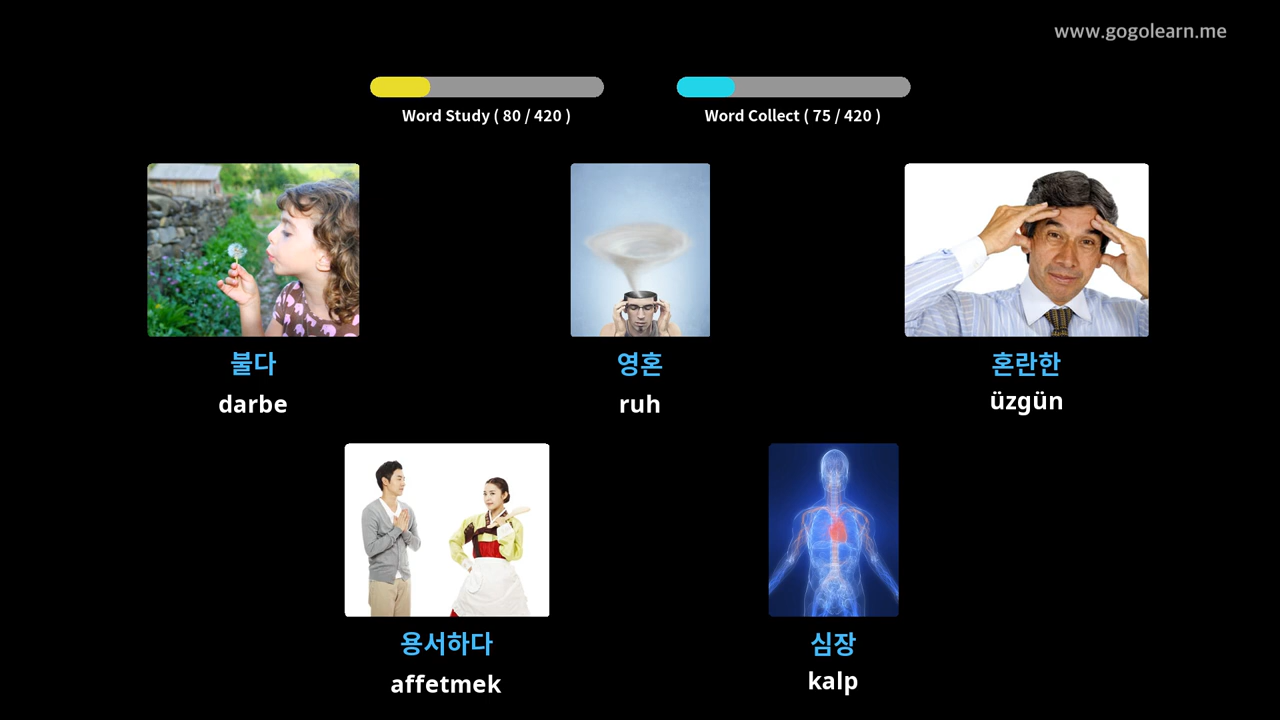 www.gogolearn.me
Word Study ( 80 / 420 )
Word Collect ( 75 / 420 )
불다
darbe
영혼
ruh
혼란한
üzgün
용서하다
affetmek
심장
kalp